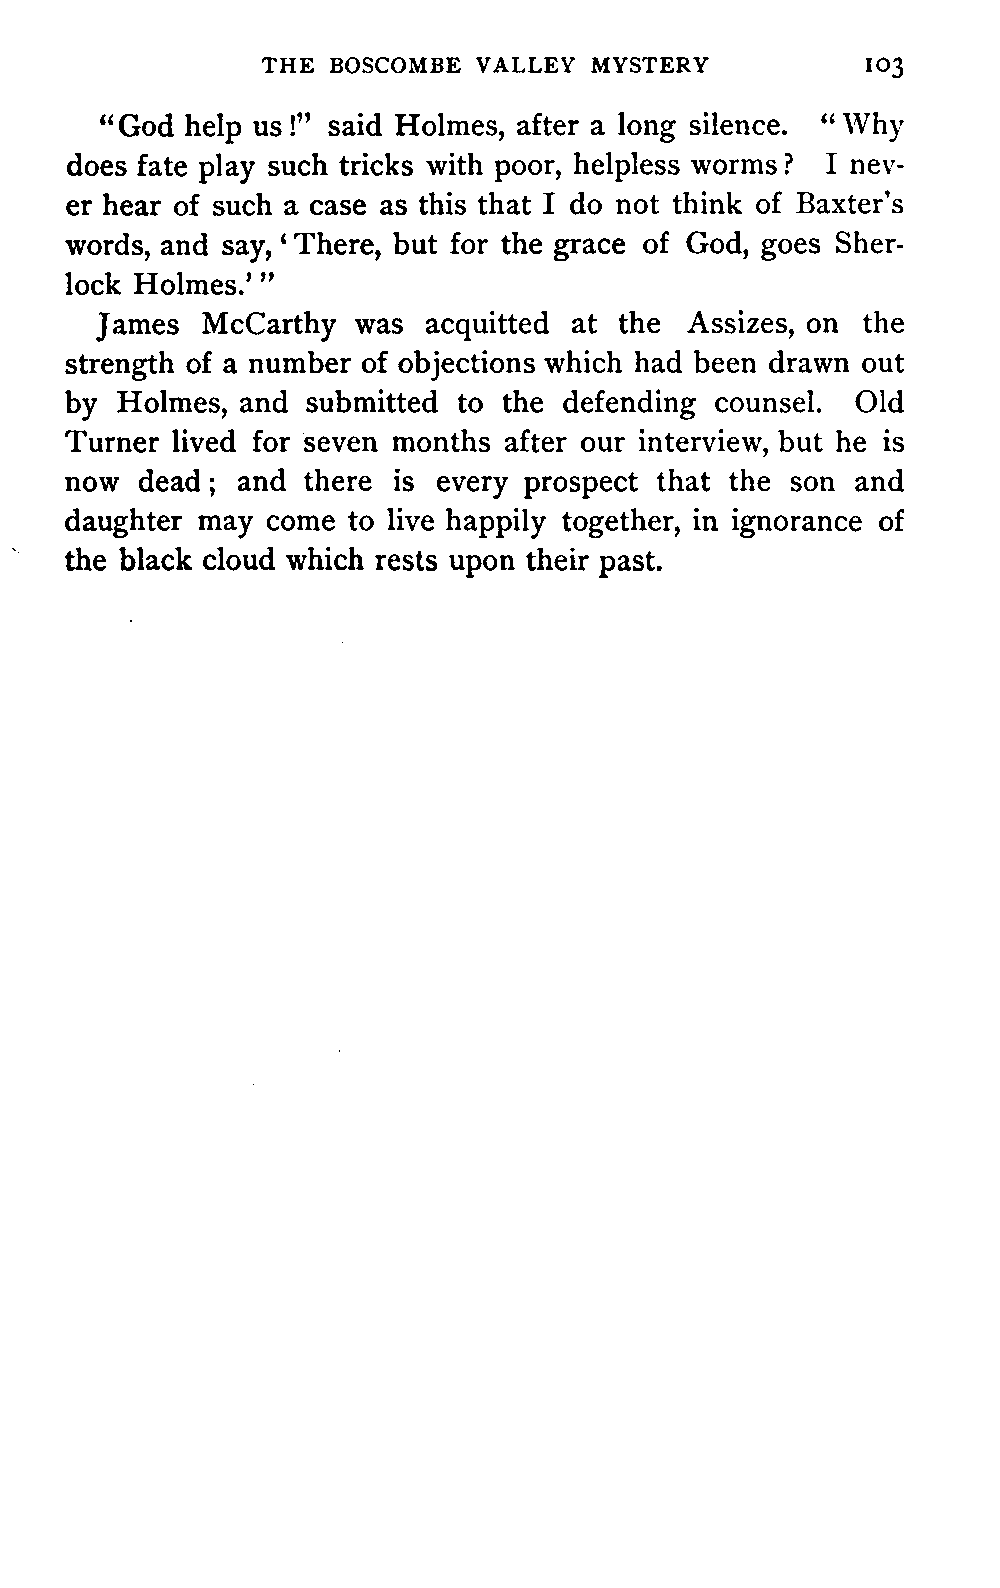 THE BOSCOMBE VALLEY MYSTERY 103
"God help us!" said Holmes, after a long silence. "Why
does fate play such tricks with poor, helpless worms? I nev-
er hear of such a case as this that I do not think of Baxter's
words, and say, 'There, but for the grace of God, goes Sher-
lock Holmes.'"
James McCarthy was acquitted at the Assizes, on the
strength of a number of objections which had been drawn out
by Holmes, and submitted to the defending counsel. Old
Turner lived for seven months after our interview, but he is
now dead; and there is every prospect that the son and
daughter may come to live happily together, in ignorance of
the black cloud which rests upon their past.